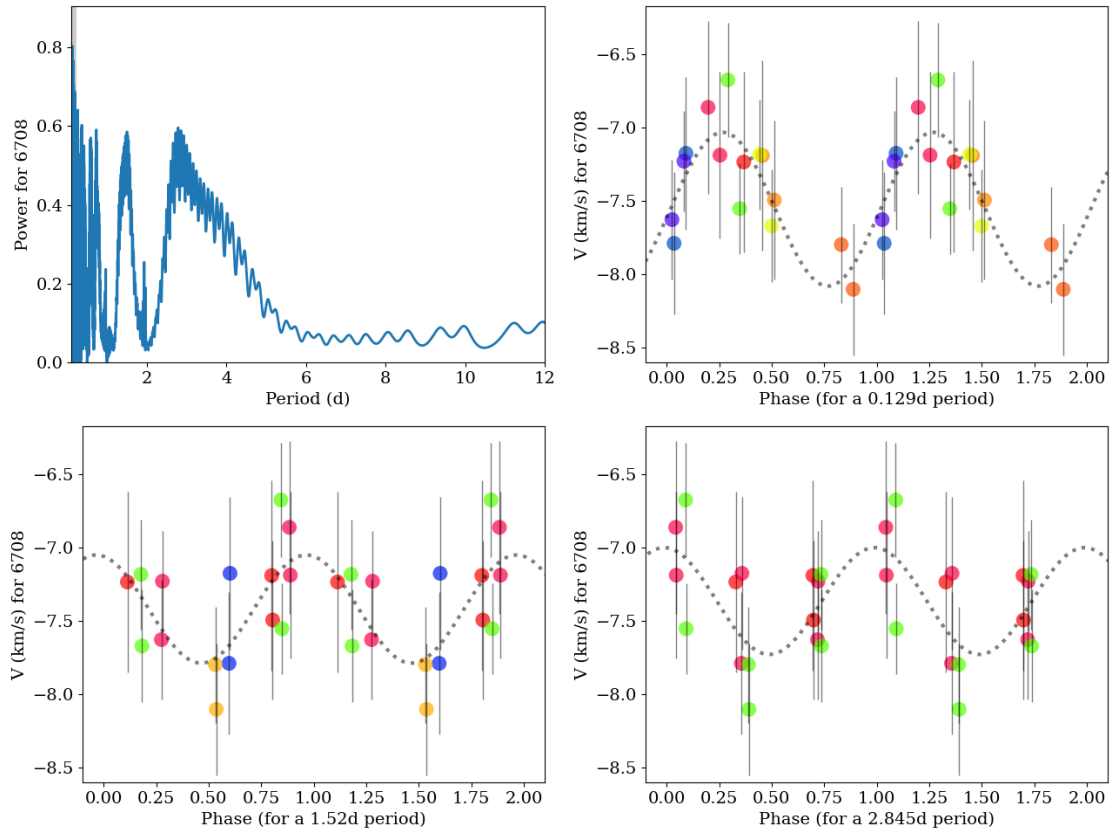 Power for 6708
0.8
0.6
0.4
0.2
0.0
2 4 6 8 10 12
Period (d)
V (km/s) for 6708
−6.5
−7.0
−7.5
−8.0
−8.5
0.00 0.25 0.50 0.75 1.00 1.25 1.50 1.75 2.00
Phase (for a 0.129d period)
V (km/s) for 6708
−6.5
−7.0
−7.5
−8.0
−8.5
0.00 0.25 0.50 0.75 1.00 1.25 1.50 1.75 2.00
Phase (for a 1.52d period)
V (km/s) for 6708
−6.5
−7.0
−7.5
−8.0
−8.5
0.00 0.25 0.50 0.75 1.00 1.25 1.50 1.75 2.00
Phase (for a 2.845d period)